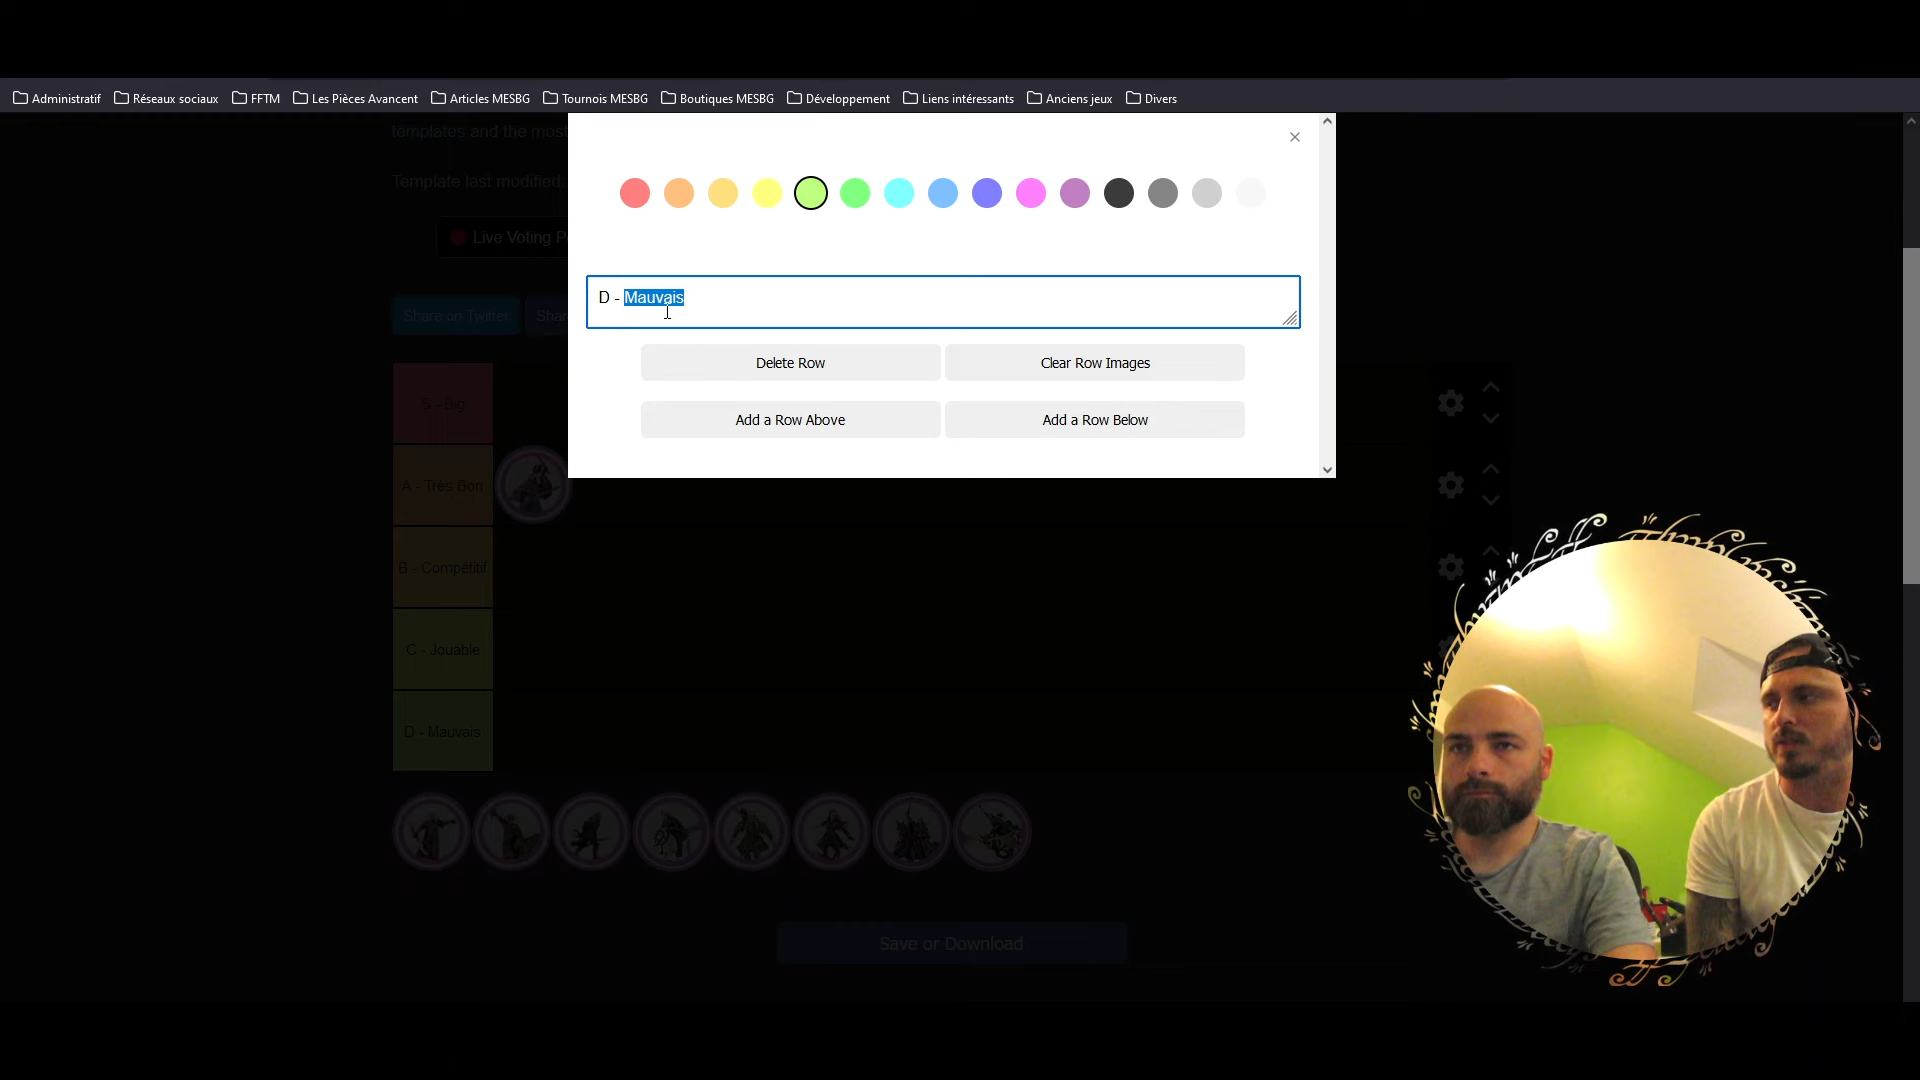 Administratif
Réseaux sociaux
FFTM
Les Pièces Avancent
Articles MESBG
Tournois MESBG
Boutiques MESBG
Développement
Liens intéressants
Anciens jeux
Divers
templates and the most
Template last modified
Live Voting P
Share on Twitter
Shar
D - Mauvais
Delete Row
Clear Row Images
Add a Row Above
Add a Row Below
S - Big
A - Très Bon
B - Compétitif
C - Jouable
D - Mauvais
Save or Download